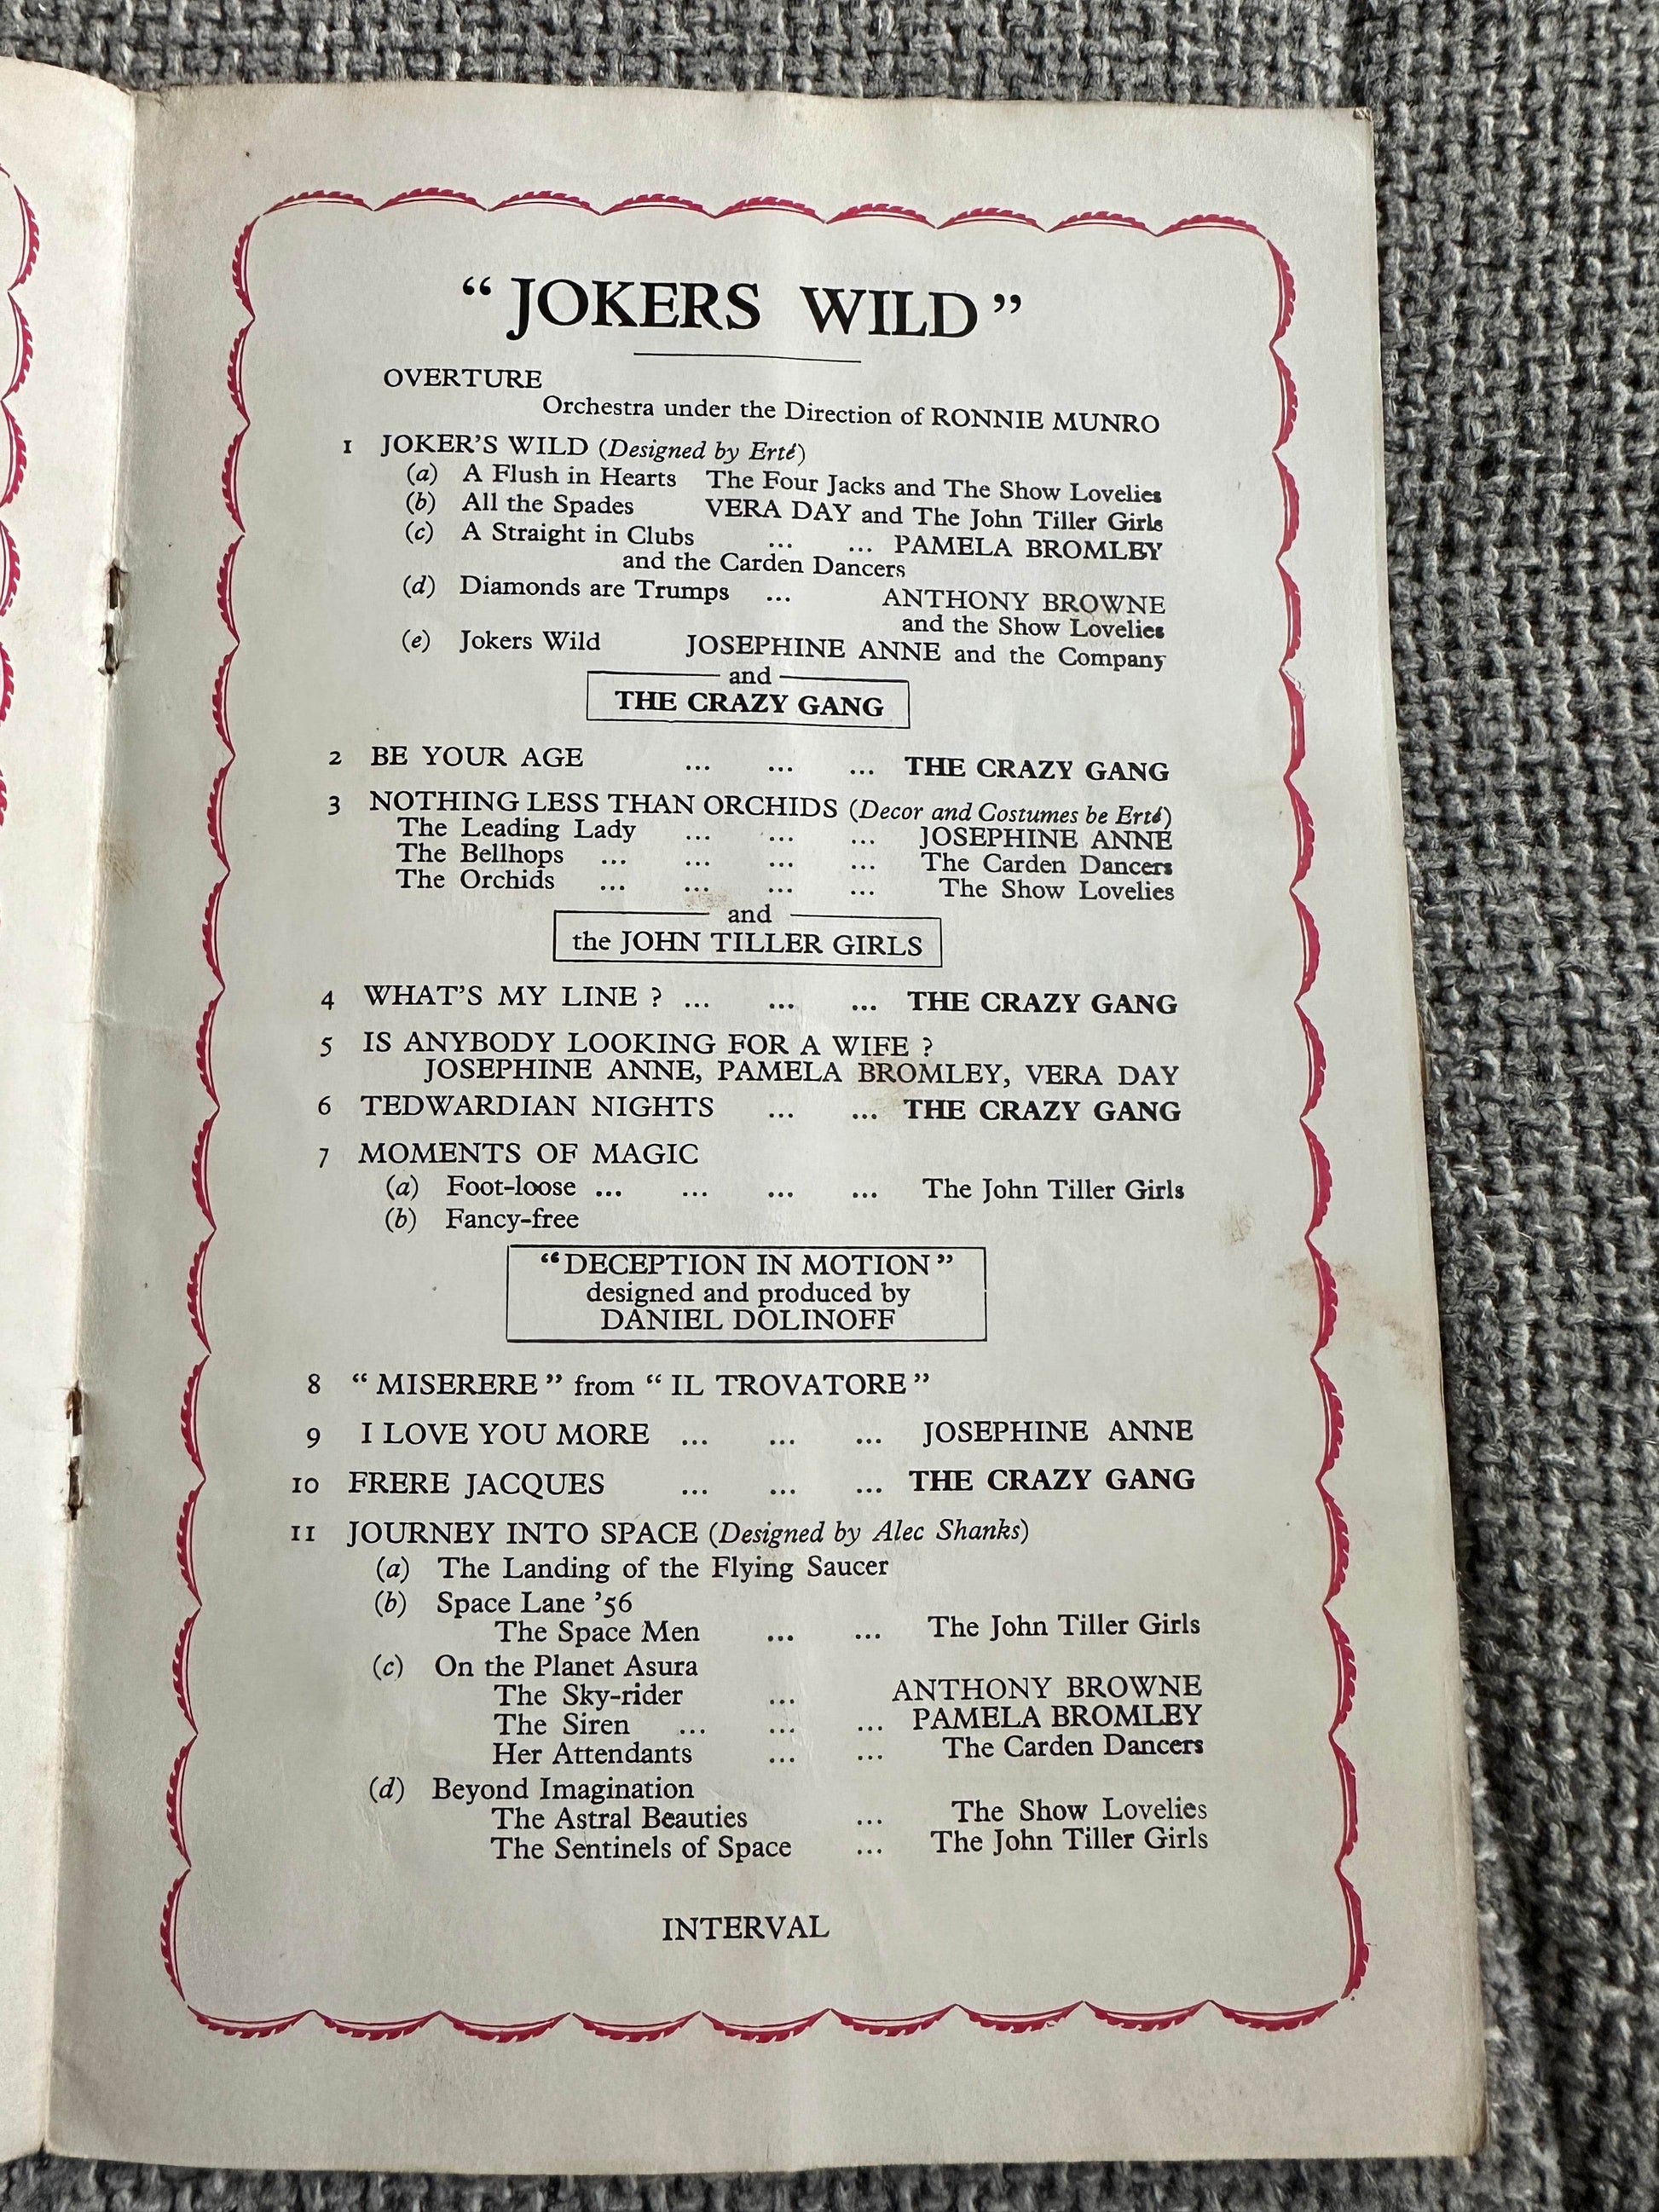 “ JOKERS WILD ”
OVERTURE
Orchestra under the Direction of RONNIE MUNRO
1 JOKER’S WILD (Designed by Erté)
(a) A Flush in Hearts The Four Jacks and The Show Lovelies
(b) All the Spades VERA DAY and The John Tiller Girls
(c) A Straight in Clubs ... ... PAMELA BROMLEY
and the Carden Dancers
(d) Diamonds are Trumps ... ANTHONY BROWNE
and the Show Lovelies
(e) Jokers Wild JOSEPHINE ANNE and the Company
and
THE CRAZY GANG
2 BE YOUR AGE ... ... ... THE CRAZY GANG
3 NOTHING LESS THAN ORCHIDS (Decor and Costumes be Erté)
The Leading Lady ... ... ... JOSEPHINE ANNE
The Bellhops ... ... ... ... The Carden Dancers
The Orchids ... ... ... ... The Show Lovelies
and
the JOHN TILLER GIRLS
4 WHAT’S MY LINE ? ... ... ... THE CRAZY GANG
5 IS ANYBODY LOOKING FOR A WIFE ?
JOSEPHINE ANNE, PAMELA BROMLEY, VERA DAY
6 TEDWARDIAN NIGHTS ... ... THE CRAZY GANG
7 MOMENTS OF MAGIC
(a) Foot-loose ... ... ... ... The John Tiller Girls
(b) Fancy-free
“DECEPTION IN MOTION”
designed and produced by
DANIEL DOLINOFF
8 “ MISERERE ” from “ IL TROVATORE ”
9 I LOVE YOU MORE ... ... ... JOSEPHINE ANNE
10 FRERE JACQUES ... ... ... THE CRAZY GANG
11 JOURNEY INTO SPACE (Designed by Alec Shanks)
(a) The Landing of the Flying Saucer
(b) Space Lane ’56
The Space Men ... ... The John Tiller Girls
(c) On the Planet Asura
The Sky-rider ... ANTHONY BROWNE
The Siren ... ... ... PAMELA BROMLEY
Her Attendants ... ... The Carden Dancers
(d) Beyond Imagination
The Astral Beauties ... The Show Lovelies
The Sentinels of Space ... The John Tiller Girls
INTERVAL